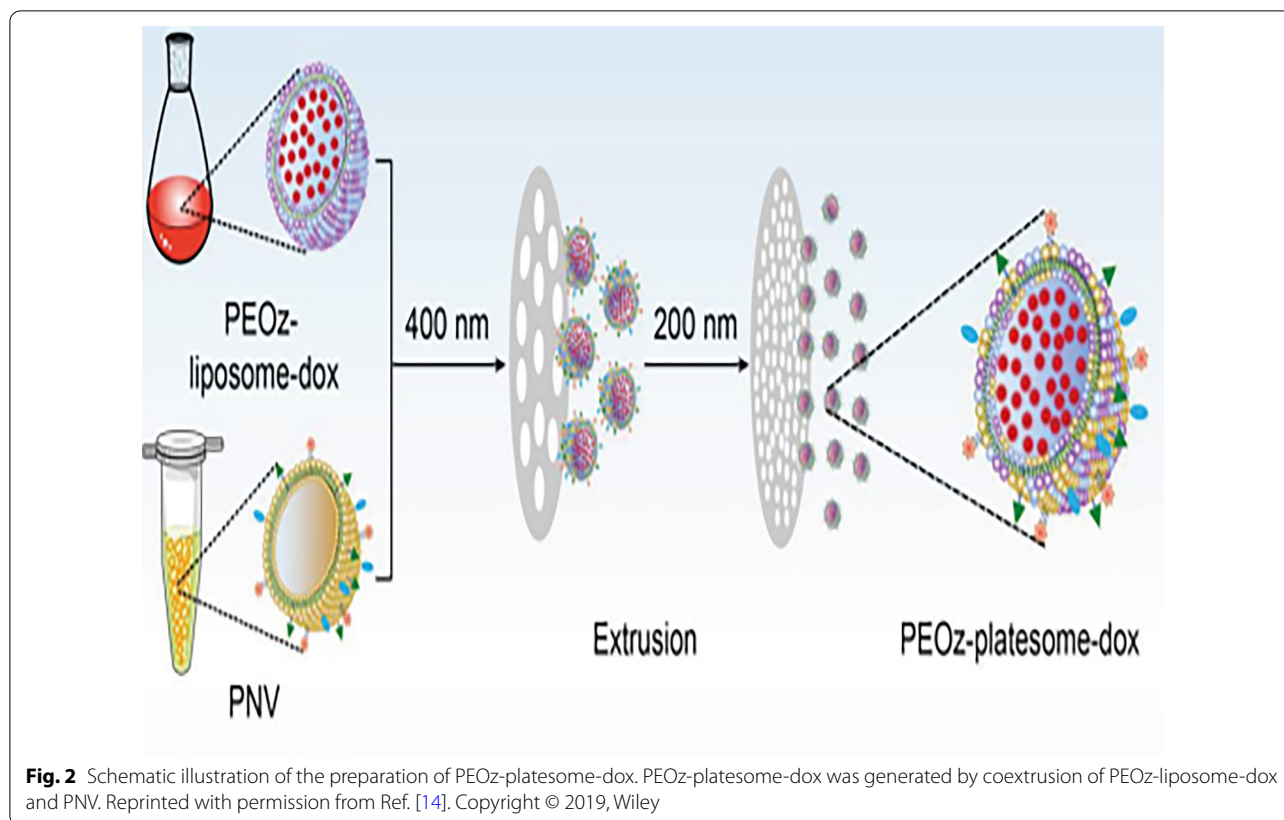 PEOz-
liposome-dox
PNV
400 nm
200 nm
Extrusion
PEOz-platesome-dox
Fig. 2 Schematic illustration of the preparation of PEOz-platesome-dox. PEOz-platesome-dox was generated by coextrusion of PEOz-liposome-dox
and PNV. Reprinted with permission from Ref. [14]. Copyright © 2019, Wiley